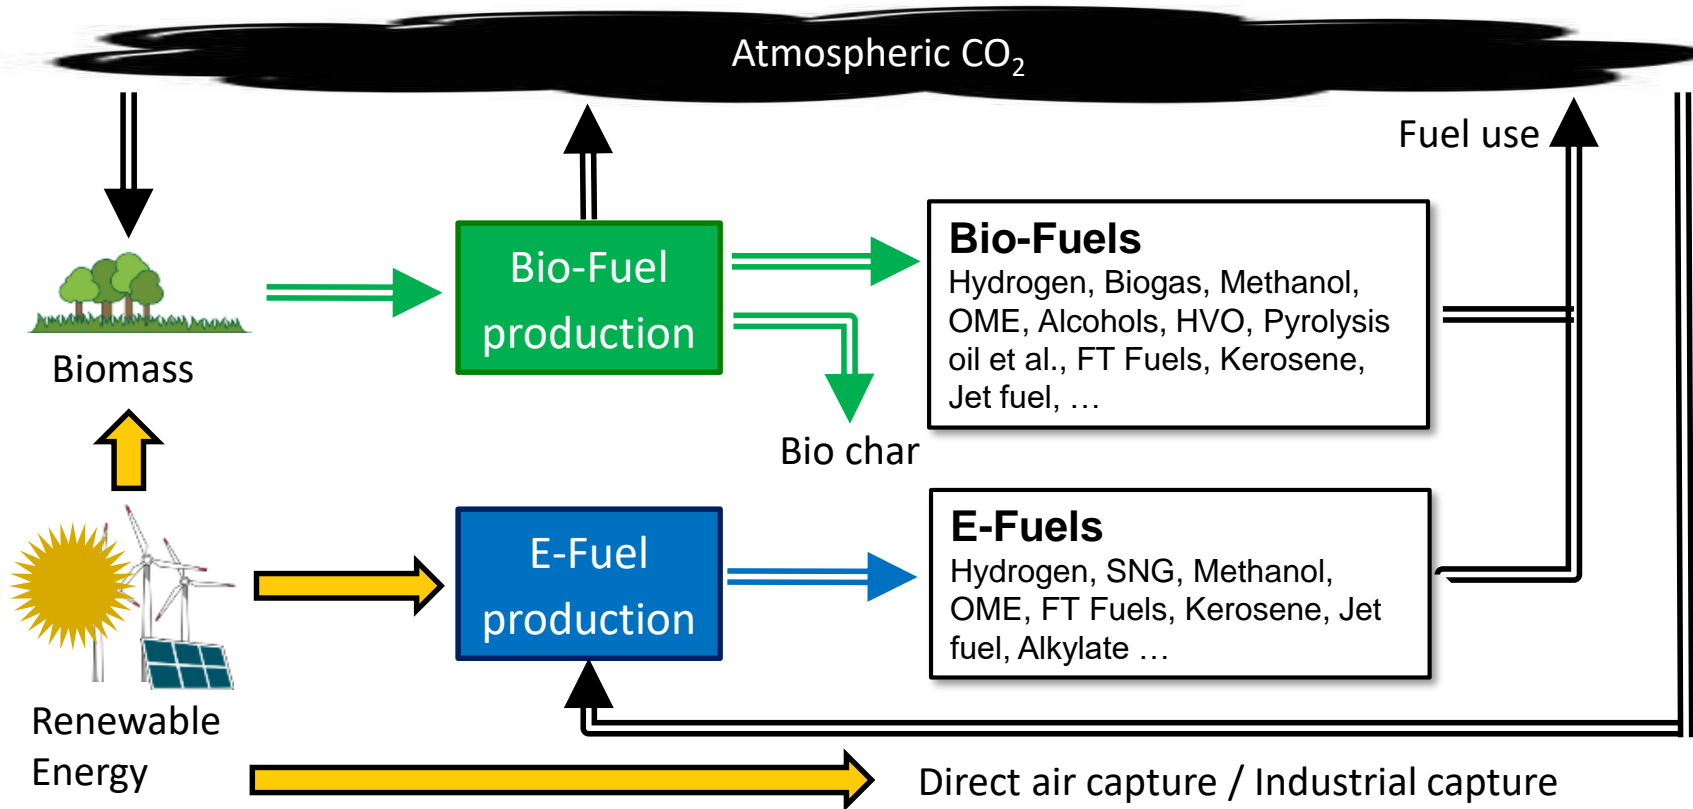 Atmospheric CO₂
Fuel use
Bio-Fuel
production
Bio-Fuels
Hydrogen, Biogas, Methanol,
OME, Alcohols, HVO, Pyrolysis
oil et al., FT Fuels, Kerosene,
Jet fuel, …
Biomass
Bio char
E-Fuel
production
E-Fuels
Hydrogen, SNG, Methanol,
OME, FT Fuels, Kerosene, Jet
fuel, Alkylate …
Renewable
Energy
Direct air capture / Industrial capture